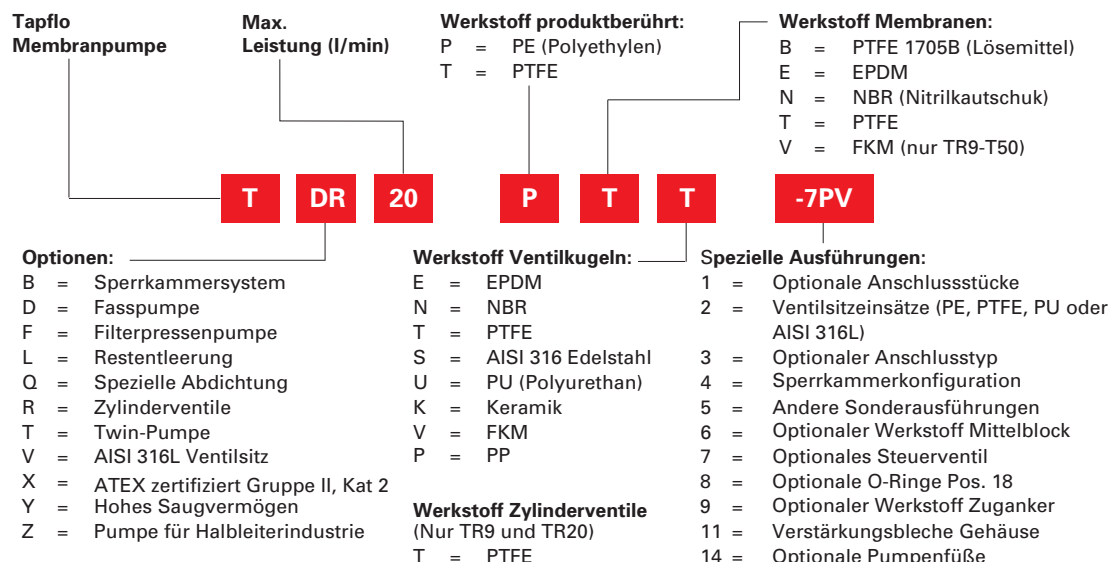 Tapflo
Membranpumpe
Max.
Leistung (l/min)
Werkstoff produktberührt:
P = PE (Polyethylen)
T = PTFE
Werkstoff Membranen:
B = PTFE 1705B (Lösemittel)
E = EPDM
N = NBR (Nitrilkautschuk)
T = PTFE
V = FKM (nur TR9-T50)
T DR 20 P T T -7PV
Optionen:
B = Sperrkammersystem
D = Fasspumpe
F = Filterpressenpumpe
L = Restentleerung
Q = Spezielle Abdichtung
R = Zylinderventile
T = Twin-Pumpe
V = AISI 316L Ventilsitz
X = ATEX zertifiziert Gruppe II, Kat 2
Y = Hohes Saugvermögen
Z = Pumpe für Halbleiterindustrie
Werkstoff Ventilkugeln:
E = EPDM
N = NBR
T = PTFE
S = AISI 316 Edelstahl
U = PU (Polyurethan)
K = Keramik
V = FKM
P = PP
Werkstoff Zylinderventile
(Nur TR9 und TR20)
T = PTFE
Spezielle Ausführungen:
1 = Optionale Anschlussstücke
2 = Ventilsitzeinsätze (PE, PTFE, PU oder
AISI 316L)
3 = Optionaler Anschlusstyp
4 = Sperrkammerkonfiguration
5 = Andere Sonderausführungen
6 = Optionaler Werkstoff Mittelblock
7 = Optionales Steuerventil
8 = Optionale O-Ringe Pos. 18
9 = Optionaler Werkstoff Zuganker
11 = Verstärkungsbleche Gehäuse
14 = Optionale Pumpenfüße